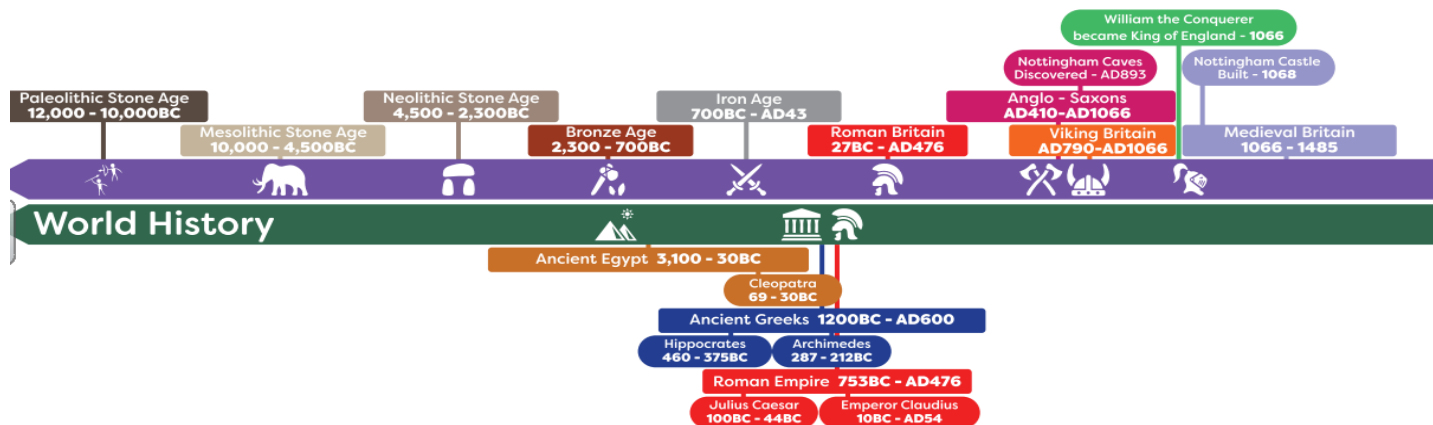 William the Conquerer
became King of England - 1066
Nottingham Caves
Discovered - AD893
Nottingham Castle
Built - 1068
Paleolithic Stone Age
12,000 - 10,000BC
Neolithic Stone Age
4,500 - 2,300BC
Iron Age
700BC - AD43
Anglo - Saxons
AD410-AD1066
Mesolithic Stone Age
10,000 - 4,500BC
Bronze Age
2,300 - 700BC
Roman Britain
27BC - AD476
Viking Britain
AD790-AD1066
Medieval Britain
1066 - 1485
World History
Ancient Egypt 3,100 - 30BC
Cleopatra
69 - 30BC
Ancient Greeks 1200BC - AD600
Hippocrates
460 - 375BC
Archimedes
287 - 212BC
Roman Empire 753BC - AD476
Julius Caesar
100BC - 44BC
Emperor Claudius
10BC - AD54